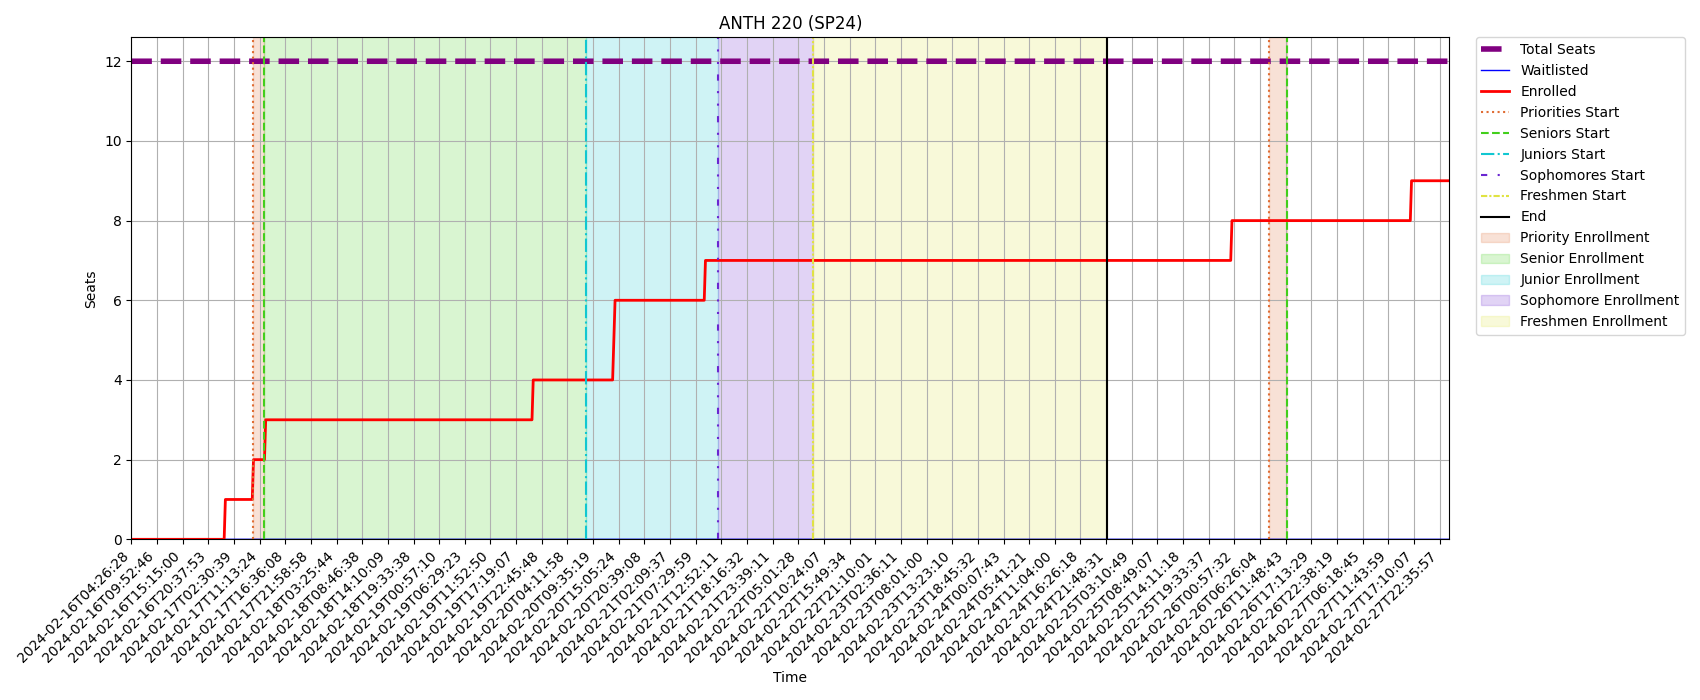 ANTH 220 (SP24)
Seats
12
10
8
6
4
2
0
2024-02-16T04:26:28
2024-02-16T09:52:46
2024-02-16T15:15:00
2024-02-16T20:37:53
2024-02-17T02:30:39
2024-02-17T11:13:24
2024-02-17T16:36:08
2024-02-17T21:58:58
2024-02-18T03:25:44
2024-02-18T08:46:38
2024-02-18T14:10:09
2024-02-18T19:33:38
2024-02-19T00:57:10
2024-02-19T06:29:23
2024-02-19T11:52:50
2024-02-19T17:19:07
2024-02-19T22:45:48
2024-02-20T04:11:58
2024-02-20T09:35:19
2024-02-20T15:05:24
2024-02-20T20:39:08
2024-02-21T02:09:37
2024-02-21T07:29:59
2024-02-21T12:52:11
2024-02-21T18:16:32
2024-02-21T23:39:11
2024-02-22T05:01:28
2024-02-22T10:24:07
2024-02-22T15:49:34
2024-02-22T21:10:01
2024-02-23T02:36:11
2024-02-23T08:01:00
2024-02-23T13:23:10
2024-02-23T18:45:32
2024-02-24T00:07:43
2024-02-24T05:41:21
2024-02-24T11:04:00
2024-02-24T16:26:18
2024-02-24T21:48:31
2024-02-25T03:10:49
2024-02-25T08:49:07
2024-02-25T14:11:18
2024-02-25T19:33:37
2024-02-26T00:57:32
2024-02-26T06:26:04
2024-02-26T11:48:43
2024-02-26T17:13:29
2024-02-26T22:38:19
2024-02-27T06:18:45
2024-02-27T11:43:59
2024-02-27T17:10:07
2024-02-27T22:35:57
Time
Total Seats
Waitlisted
Enrolled
Priorities Start
Seniors Start
Juniors Start
Sophomores Start
Freshmen Start
End
Priority Enrollment
Senior Enrollment
Junior Enrollment
Sophomore Enrollment
Freshmen Enrollment